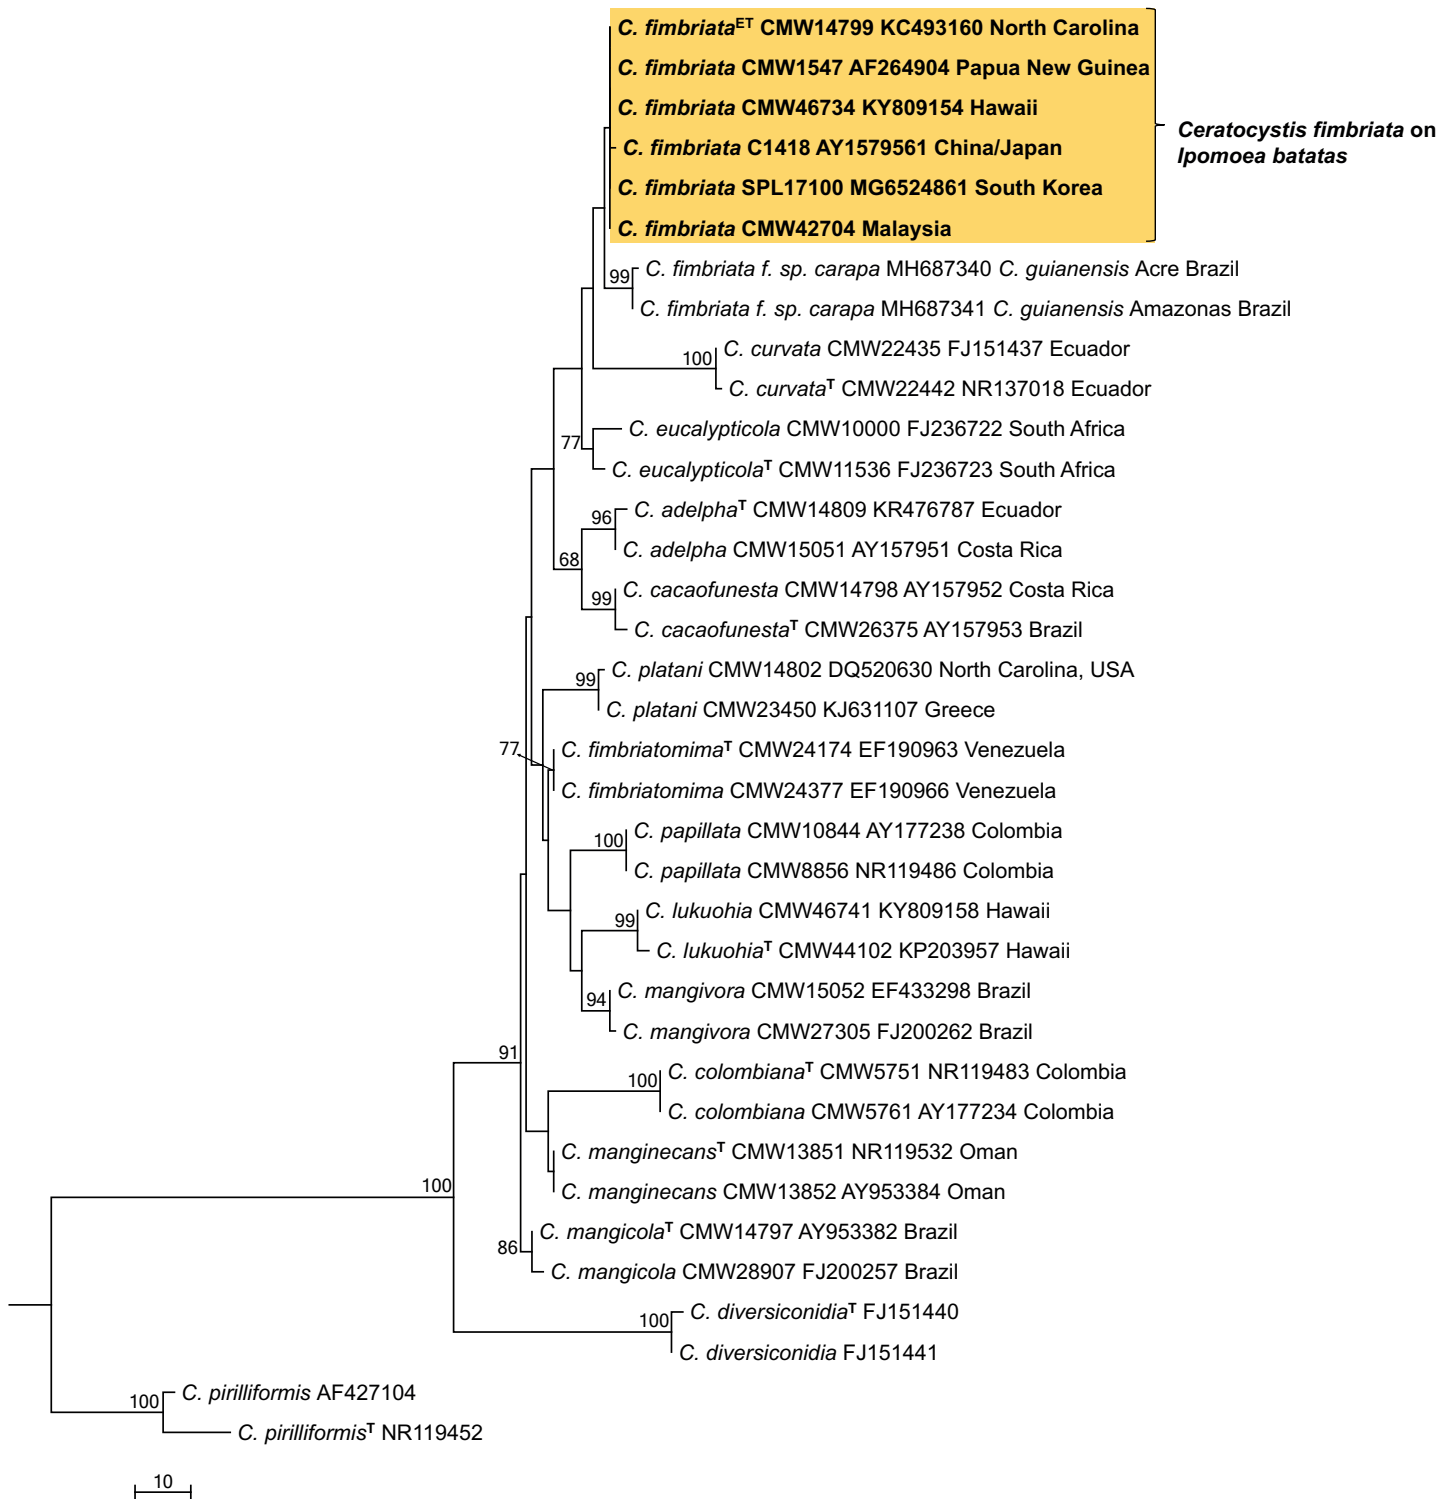 C. fimbriataET CMW14799 KC493160 North Carolina
C. fimbriata CMW1547 AF264904 Papua New Guinea
C. fimbriata CMW46734 KY809154 Hawaii
C. fimbriata C1418 AY1579561 China/Japan
C. fimbriata SPL17100 MG6524861 South Korea
C. fimbriata CMW42704 Malaysia
Ceratocystis fimbriata on
Ipomoea batatas
99
C. fimbriata f. sp. carapa MH687340 C. guianensis Acre Brazil
C. fimbriata f. sp. carapa MH687341 C. guianensis Amazonas Brazil
100
C. curvata CMW22435 FJ151437 Ecuador
C. curvataT CMW22442 NR137018 Ecuador
77
C. eucalypticola CMW10000 FJ236722 South Africa
C. eucalypticolaT CMW11536 FJ236723 South Africa
96
C. adelphaT CMW14809 KR476787 Ecuador
C. adelpha CMW15051 AY157951 Costa Rica
68
99
C. cacaofunesta CMW14798 AY157952 Costa Rica
C. cacaofunestaT CMW26375 AY157953 Brazil
99
C. platani CMW14802 DQ520630 North Carolina, USA
C. platani CMW23450 KJ631107 Greece
77
C. fimbriatomimaT CMW24174 EF190963 Venezuela
C. fimbriatomima CMW24377 EF190966 Venezuela
100
C. papillata CMW10844 AY177238 Colombia
C. papillata CMW8856 NR119486 Colombia
99
C. lukuohia CMW46741 KY809158 Hawaii
C. lukuohiaT CMW44102 KP203957 Hawaii
94
C. mangivora CMW15052 EF433298 Brazil
C. mangivora CMW27305 FJ200262 Brazil
91
100
C. colombianaT CMW5751 NR119483 Colombia
C. colombiana CMW5761 AY177234 Colombia
C. manginecansT CMW13851 NR119532 Oman
C. manginecans CMW13852 AY953384 Oman
100
86
C. mangicolaT CMW14797 AY953382 Brazil
C. mangicola CMW28907 FJ200257 Brazil
100
C. diversiconidiaT FJ151440
C. diversiconidia FJ151441
100
C. pirilliformis AF427104
C. pirilliformisT NR119452
10